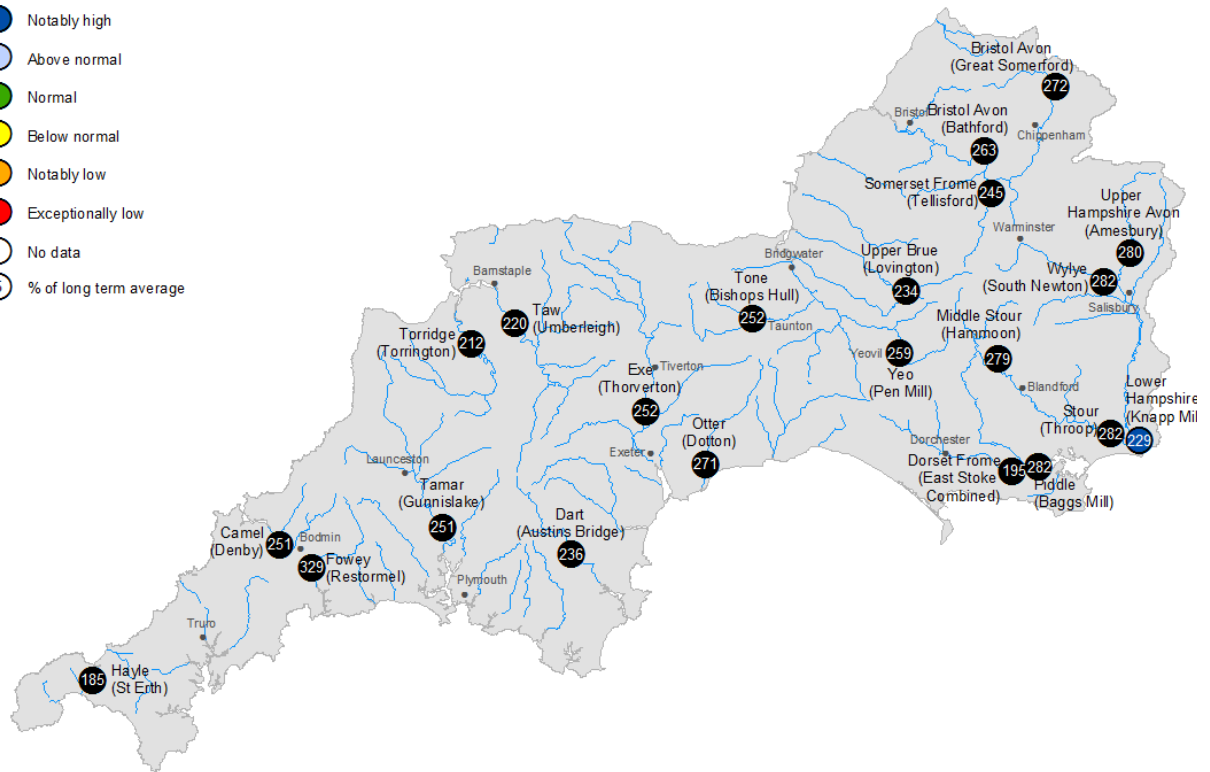 Notably high
Above normal
Normal
Below normal
Notably low
Exceptionally low
No data
% of long term average
Bristol Avon
(Great Somerford)
272
Bristol
Bristol Avon
(Bathford)
263
Chippenham
Somerset Frome
(Tellisford)
245
Upper
Hampshire Avon
(Amesbury)
280
Warminster
Wylye
(South Newton)
282
Salisbury
Bridgwater
Upper Brue
(Lovington)
234
Barnstaple
Tone
(Bishops Hull)
252
Taunton
Taw
(Umberleigh)
220
Torridge
(Torrington)
212
Middle Stour
(Hammoon)
279
Yeovil
259
Yeo
(Pen Mill)
Tiverton
Exe
(Thorverton)
252
Blandford
Lower
Hampshire
(Knapp Mil
229
Stour
(Throop)
282
Otter
(Dotton)
271
Exeter
Dorchester
Dorset Frome
(East Stoke
Combined)
195
282
Piddle
(Baggs Mill)
Launceston
Tamar
(Gunnislake)
251
Dart
(Austins Bridge)
236
Camel
(Denby)
251
Bodmin
Fowey
(Restormel)
329
Plymouth
Truro
Hayle
(St Erth)
185